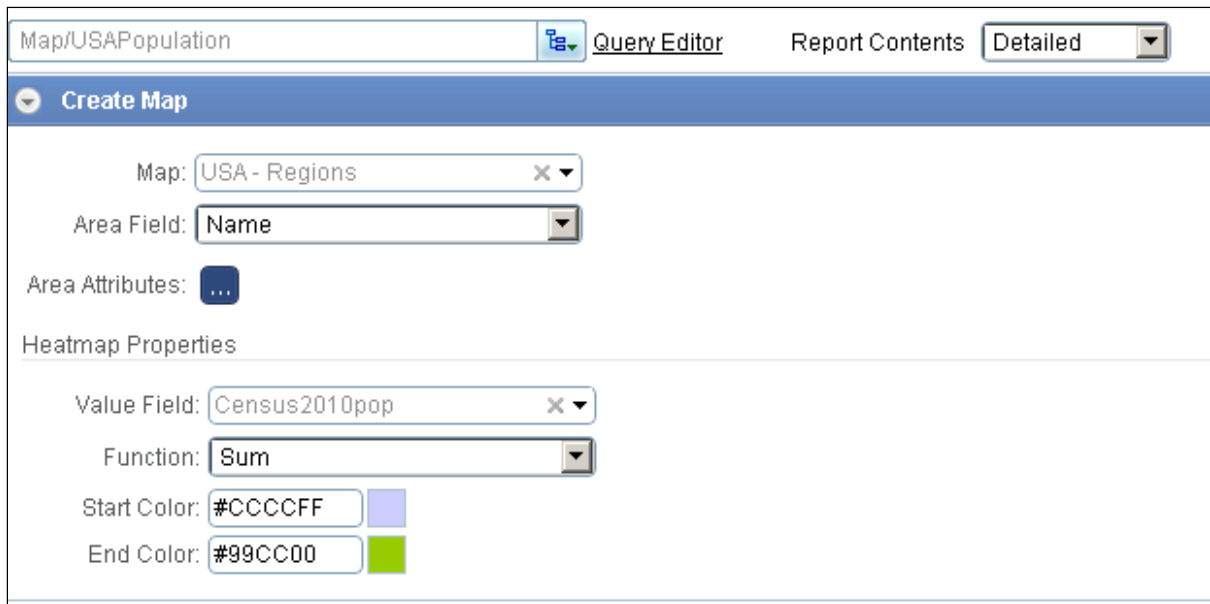 Map/USAPopulation Query Editor Report Contents Detailed
Create Map
Map: USA - Regions
Area Field: Name
Area Attributes: ...
Heatmap Properties
Value Field: Census2010pop
Function: Sum
Start Color: #CCCCFF
End Color: #99CC00